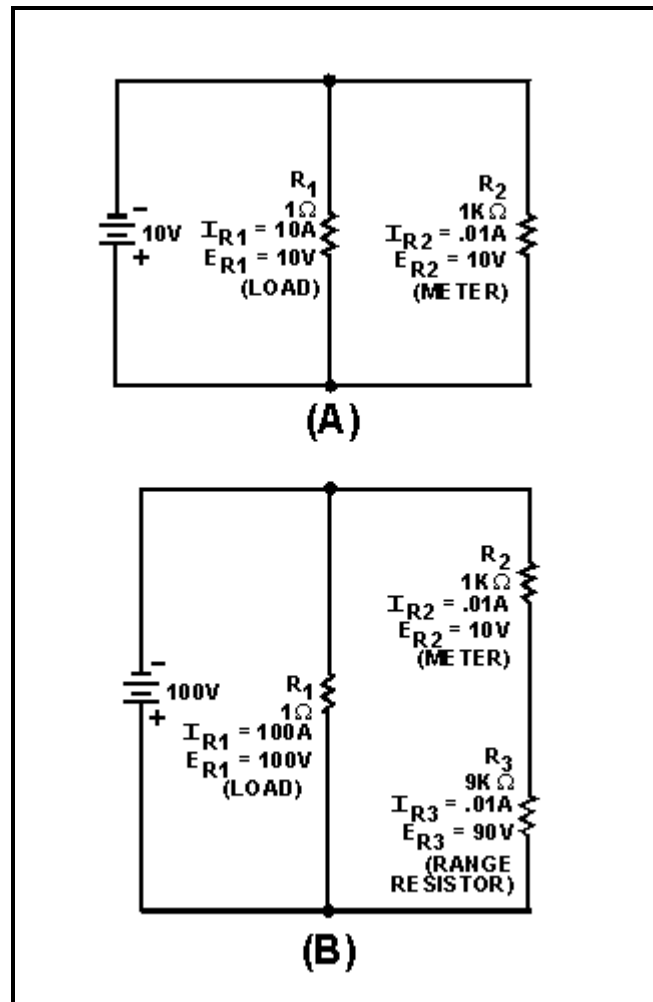 -
10V
+
R1
1Ω
IR1 = 10A
ER1 = 10V
(LOAD)
R2
1KΩ
IR2 = .01A
ER2 = 10V
(METER)
(A)
-
100V
+
R1
1Ω
IR1 = 100A
ER1 = 100V
(LOAD)
R2
1KΩ
IR2 = .01A
ER2 = 10V
(METER)
R3
9KΩ
IR3 = .01A
ER3 = 90V
(RANGE
RESISTOR)
(B)